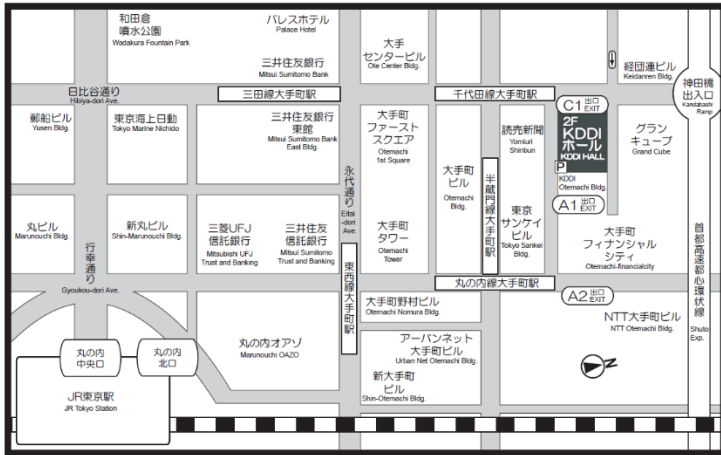 和田倉
噴水公園
Wadakura Fountain Park
パレスホテル
Palace Hotel
三井住友銀行
Mitsui Sumitomo Bank
大手
センタービル
Ote Center Bldg.
経団連ビル
Keidanren Bldg.
神田橋
出入口
Kandabashi
Ramp
日比谷通り
Hibiya-dori Ave.
三田線大手町駅
千代田線大手町駅
C1 出口
EXIT
郵船ビル
Yusen Bldg.
東京海上日動
Tokyo Marine Nichido
三井住友銀行
東館
Mitsui Sumitomo Bank
East Bldg.
大手町
ファースト
スクエア
Otemachi
1st Square
読売新聞
Yomiuri
Shinbun
2F
KDDI
ホール
KDDI HALL
P
KDDI
Otemachi Bldg.
グラン
キューブ
Grand Cube
永代通り
Eitai
-dori
Ave.
大手町
ビル
Otemachi
Bldg.
半蔵門線大手町駅
A1 出口
EXIT
丸ビル
Marunouchi Bldg.
新丸ビル
Shin-Marunouchi Bldg.
三菱UFJ
信託銀行
Mitsubishi UFJ
Trust and Banking
三井住友
信託銀行
Mitsui Sumitomo
Trust and Banking
大手町
タワー
Otemachi
Tower
東京
サンケイ
ビル
Tokyo Sankei
Bldg.
大手町
フィナンシャル
シティ
Otemachi-financialcity
首都高速都心環状線
Shuto
Exp.
行幸通り
Gyoukou-dori Ave.
東西線大手町駅
丸の内線大手町駅
A2 出口
EXIT
大手町野村ビル
Otemachi Nomura Bldg.
NTT大手町ビル
NTT Otemachi Bldg.
丸の内
中央口
丸の内
北口
丸の内オアゾ
Marunouchi OAZO
アーバンネット
大手町ビル
Urban Net Otemachi Bldg.
新大手町
ビル
Shin-Otemachi Bldg.
N
JR東京駅
JR Tokyo Station